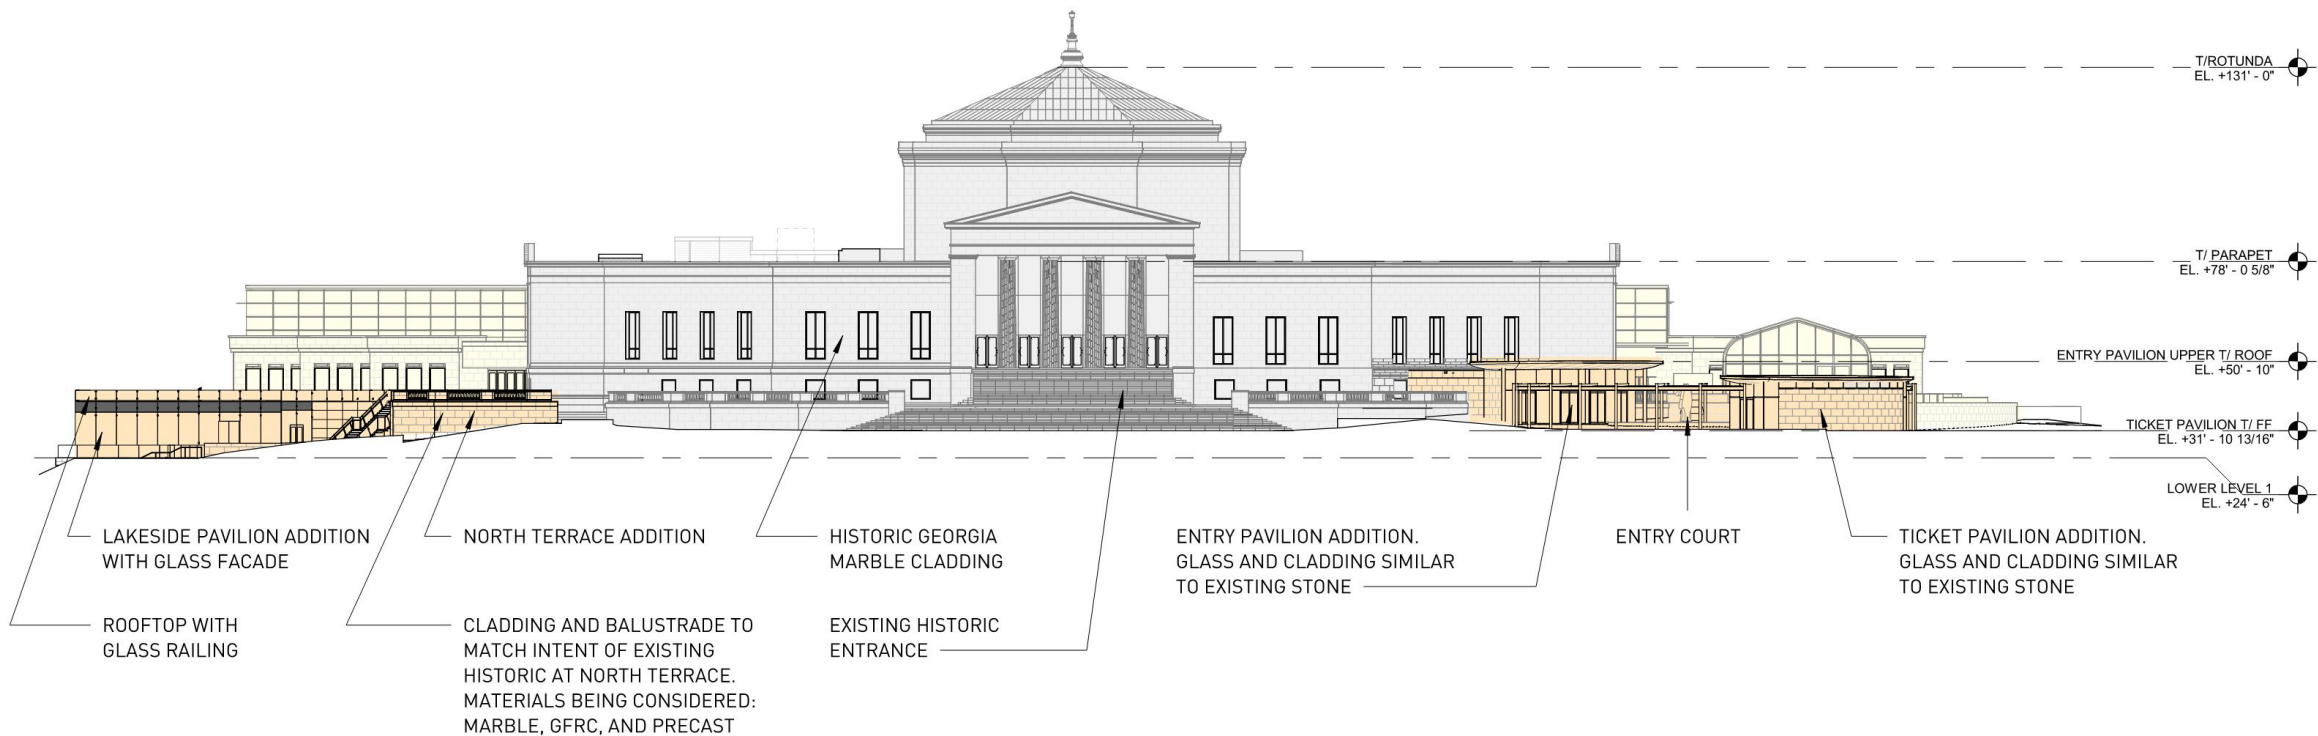 T/ROTUNDA
EL. +131' - 0"
T/ PARAPET
EL. +78' - 0 5/8"
ENTRY PAVILION UPPER T/ ROOF
EL. +50' - 10"
TICKET PAVILION T/ FF
EL. +31' - 10 13/16"
LOWER LEVEL 1
EL. +24' - 6"
LAKESIDE PAVILION ADDITION
WITH GLASS FACADE
ROOFTOP WITH
GLASS RAILING
NORTH TERRACE ADDITION
CLADDING AND BALUSTRADE TO
MATCH INTENT OF EXISTING
HISTORIC AT NORTH TERRACE.
MATERIALS BEING CONSIDERED:
MARBLE, GFRC, AND PRECAST
HISTORIC GEORGIA
MARBLE CLADDING
EXISTING HISTORIC
ENTRANCE
ENTRY PAVILION ADDITION.
GLASS AND CLADDING SIMILAR
TO EXISTING STONE
ENTRY COURT
TICKET PAVILION ADDITION.
GLASS AND CLADDING SIMILAR
TO EXISTING STONE